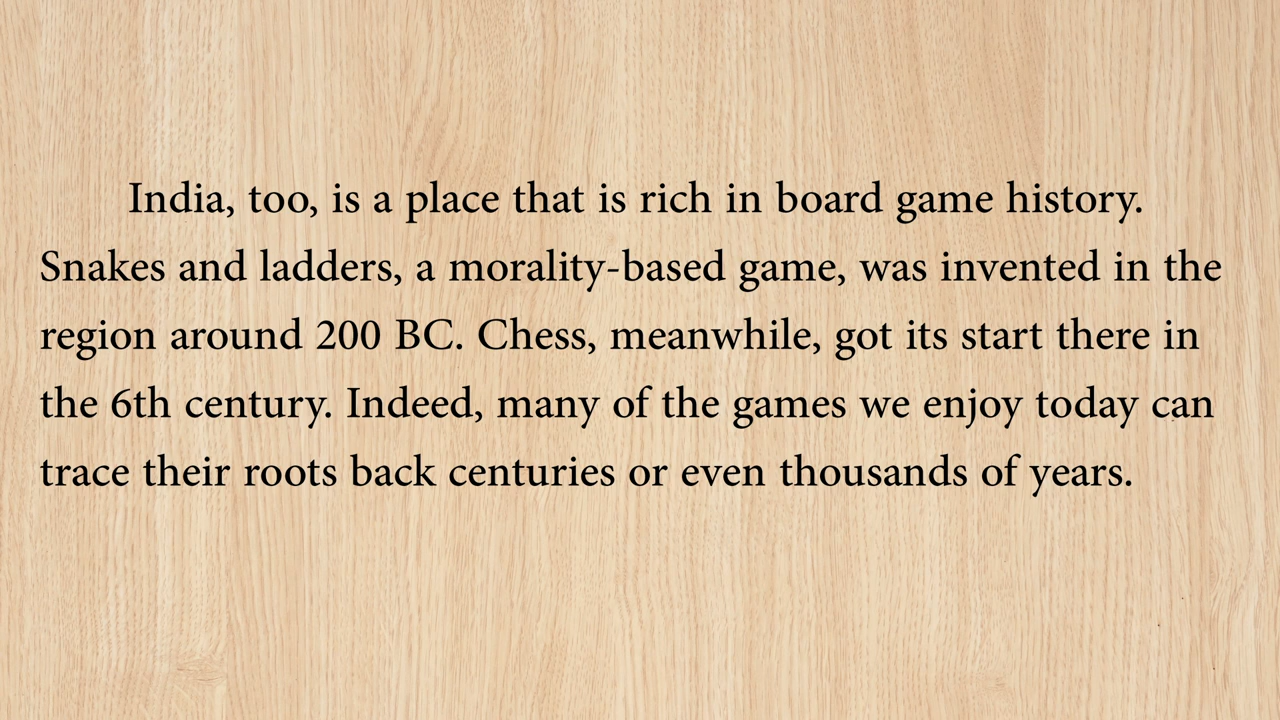 India, too, is a place that is rich in board game history.
Snakes and ladders, a morality-based game, was invented in the
region around 200 BC. Chess, meanwhile, got its start there in
the 6th century. Indeed, many of the games we enjoy today can
trace their roots back centuries or even thousands of years.